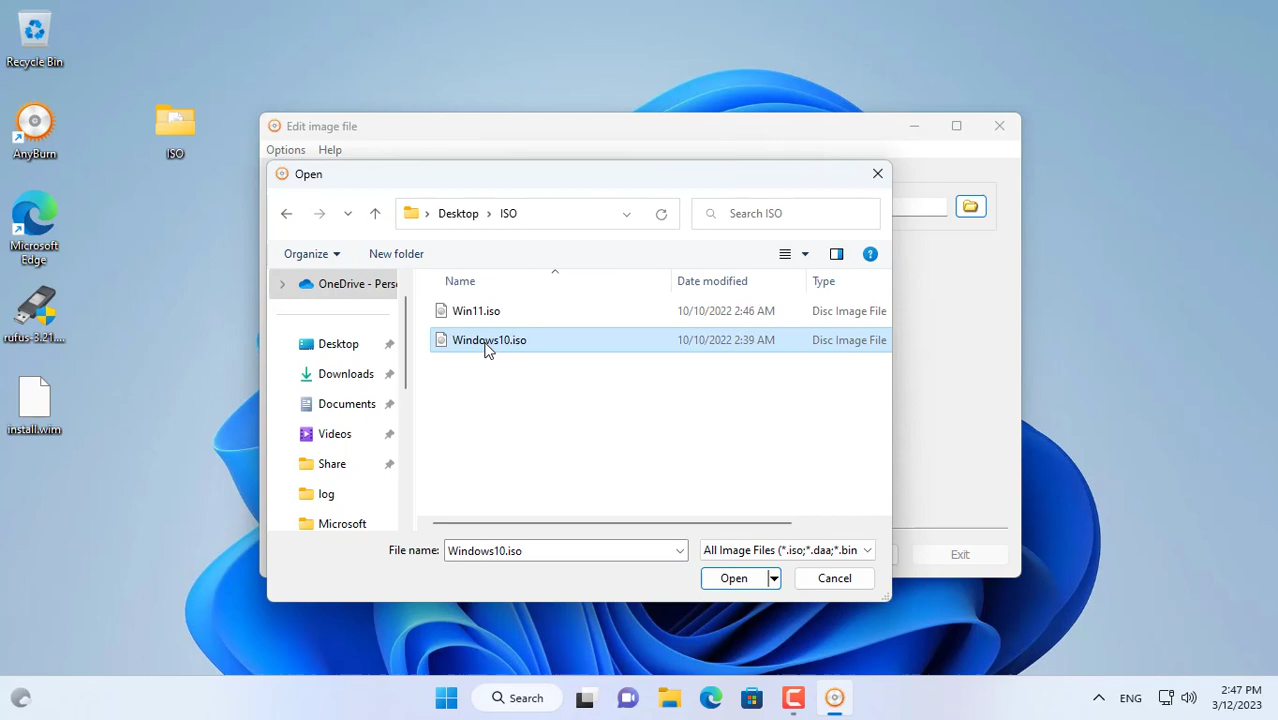 Recycle Bin
AnyBurn
ISO
Microsoft
Edge
rufus-3.21....
install.wim
Edit image file
Options Help
Open
Desktop ISO
Search ISO
Organize New folder
Name Date modified Type
OneDrive - Pers
Win11.iso 10/10/2022 2:46 AM Disc Image File
Windows10.iso 10/10/2022 2:39 AM Disc Image File
Desktop
Downloads
Documents
Videos
Share
log
Microsoft
File name: Windows10.iso All Image Files (*.iso;*.daa;*.bin
Open Cancel
Exit
Search
ENG
2:47 PM
3/12/2023